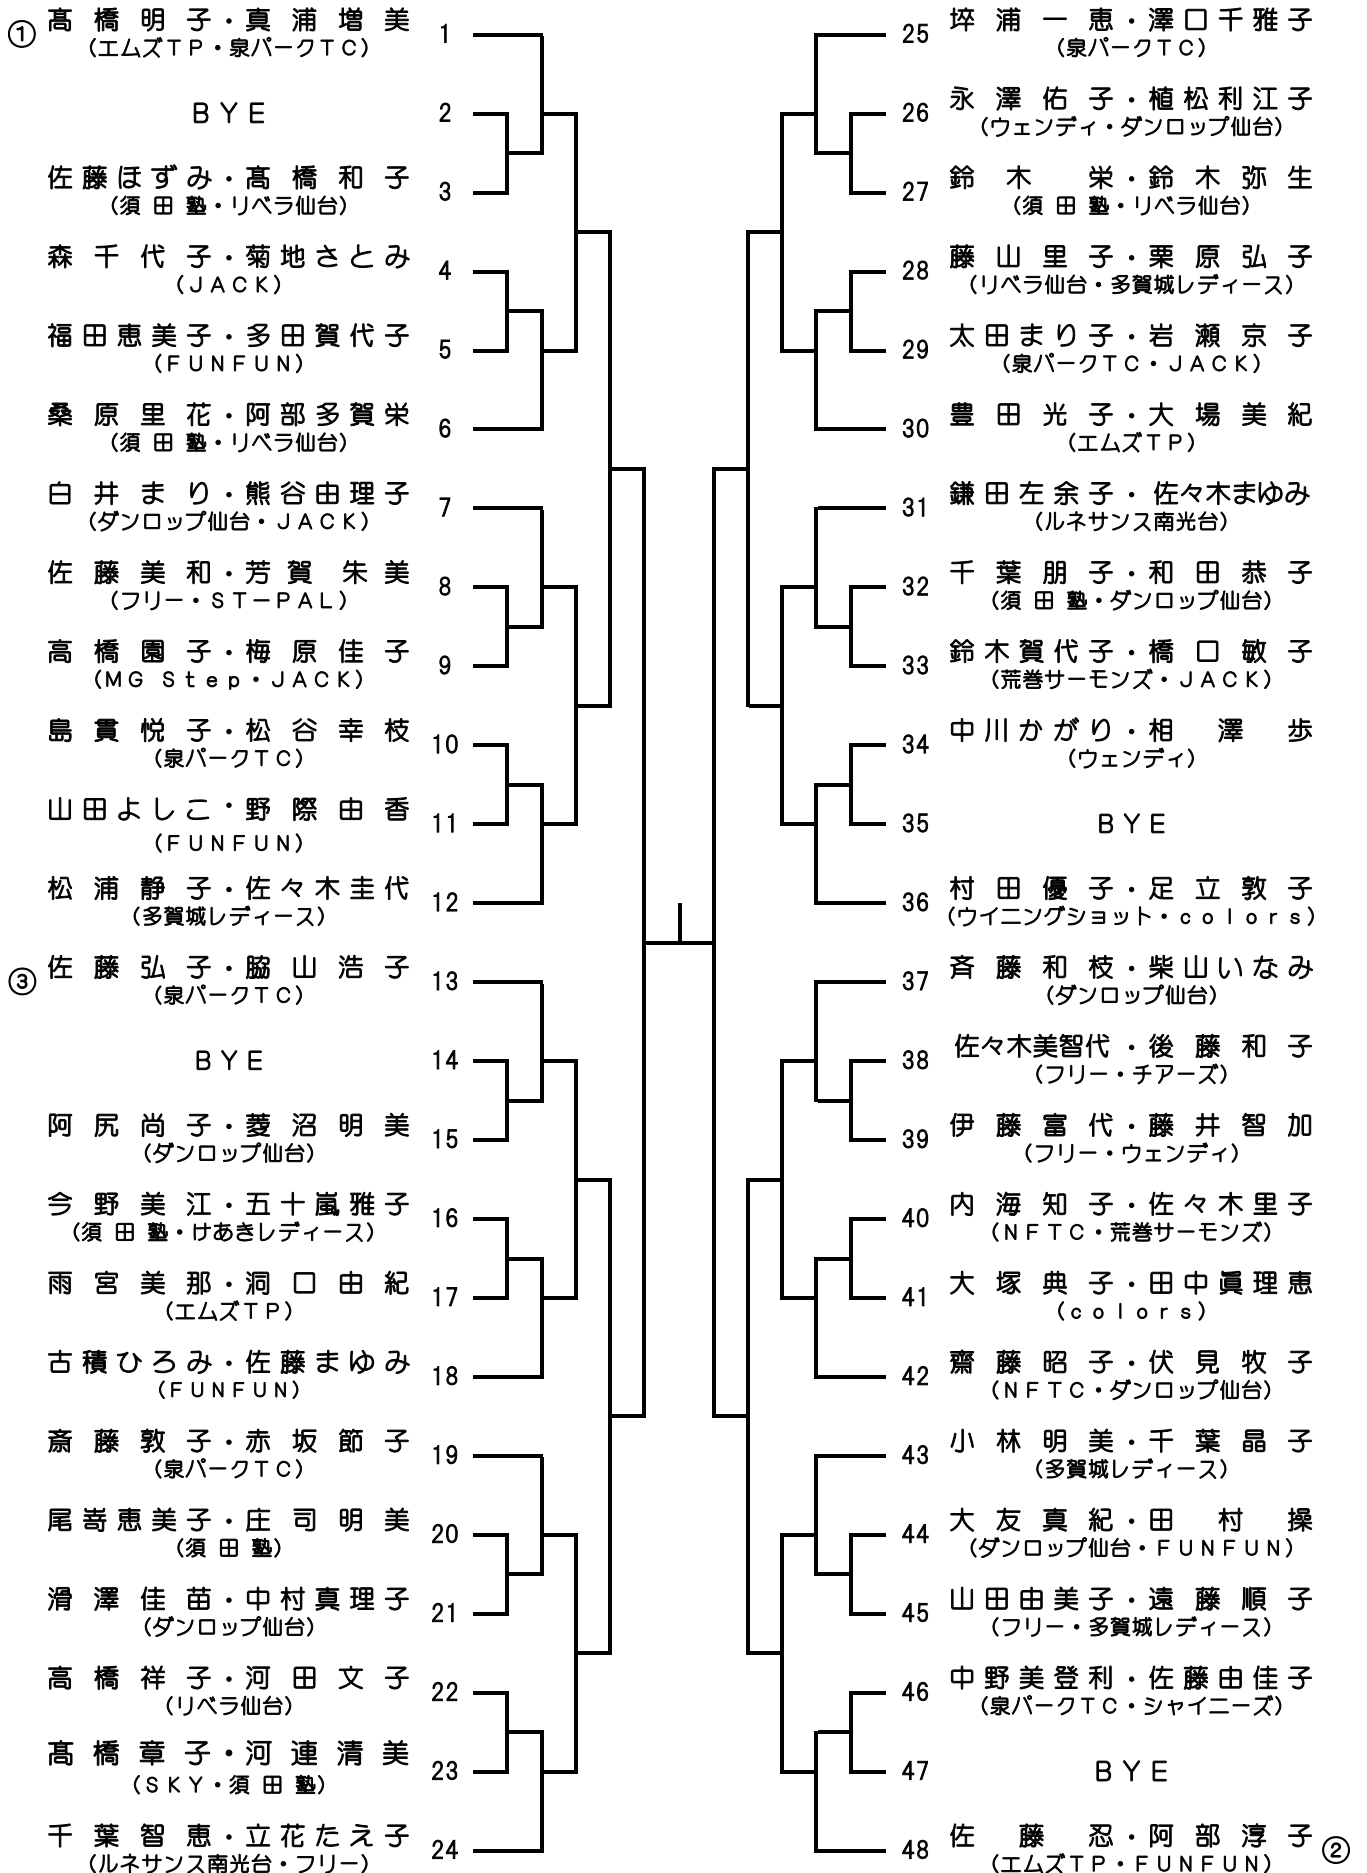 ① 髙橋明子・真浦増美 1
(エムズTP・泉パークTC)
BYE 2
佐藤ほずみ・髙橋和子 3
(須田塾・リベラ仙台)
森千代子・菊地さとみ 4
(JACK)
福田恵美子・多田賀代子 5
(FUNFUN)
桑原里花・阿部多賀栄 6
(須田塾・リベラ仙台)
白井まり・熊谷由理子 7
(ダンロップ仙台・JACK)
佐藤美和・芳賀朱美 8
(フリー・ST-PAL)
高橋園子・梅原佳子 9
(MG Step・JACK)
島貫悦子・松谷幸枝 10
(泉パークTC)
山田よしこ・野際由香 11
(FUNFUN)
松浦静子・佐々木圭代 12
(多賀城レディース)
③ 佐藤弘子・脇山浩子 13
(泉パークTC)
BYE 14
阿尻尚子・菱沼明美 15
(ダンロップ仙台)
今野美江・五十嵐雅子 16
(須田塾・けあきレディース)
雨宮美那・洞口由紀 17
(エムズTP)
古積ひろみ・佐藤まゆみ 18
(FUNFUN)
斎藤敦子・赤坂節子 19
(泉パークTC)
尾嵜恵美子・庄司明美 20
(須田塾)
滑澤佳苗・中村真理子 21
(ダンロップ仙台)
高橋祥子・河田文子 22
(リベラ仙台)
髙橋章子・河連清美 23
(SKY・須田塾)
千葉智恵・立花たえ子 24
(ルネサンス南光台・フリー)
25 埣浦一恵・澤口千雅子
(泉パークTC)
26 永澤佑子・植松利江子
(ウェンディ・ダンロップ仙台)
27 鈴木栄・鈴木弥生
(須田塾・リベラ仙台)
28 藤山里子・栗原弘子
(リベラ仙台・多賀城レディース)
29 太田まり子・岩瀬京子
(泉パークTC・JACK)
30 豊田光子・大場美紀
(エムズTP)
31 鎌田左余子・佐々木まゆみ
(ルネサンス南光台)
32 千葉朋子・和田恭子
(須田塾・ダンロップ仙台)
33 鈴木賀代子・橋口敏子
(荒巻サーモンズ・JACK)
34 中川かがり・相澤歩
(ウェンディ)
35 BYE
36 村田優子・足立敦子
(ウイニングショット・colors)
37 斉藤和枝・柴山いなみ
(ダンロップ仙台)
38 佐々木美智代・後藤和子
(フリー・チアーズ)
39 伊藤富代・藤井智加
(フリー・ウェンディ)
40 内海知子・佐々木里子
(NFTC・荒巻サーモンズ)
41 大塚典子・田中眞理恵
(colors)
42 齋藤昭子・伏見牧子
(NFTC・ダンロップ仙台)
43 小林明美・千葉晶子
(多賀城レディース)
44 大友真紀・田村操
(ダンロップ仙台・FUNFUN)
45 山田由美子・遠藤順子
(フリー・多賀城レディース)
46 中野美登利・佐藤由佳子
(泉パークTC・シャイニーズ)
47 BYE
48 佐藤忍・阿部淳子 ②
(エムズTP・FUNFUN)